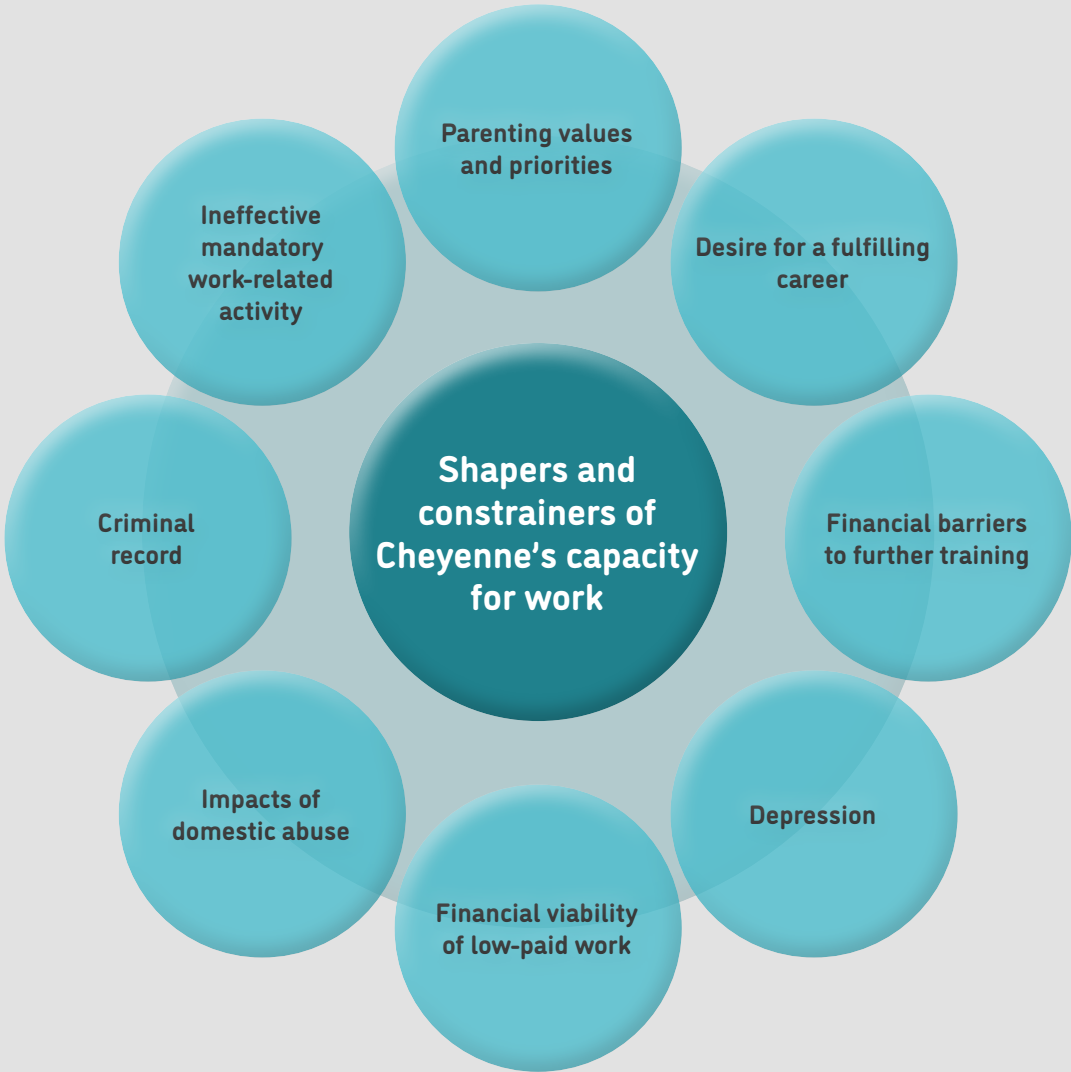 Parenting values
and priorities
Desire for a fulfilling
career
Financial barriers
to further training
Depression
Financial viability
of low-paid work
Impacts of
domestic abuse
Criminal
record
Ineffective
mandatory
work-related
activity
Shapers and
constrainers of
Cheyenne’s capacity
for work